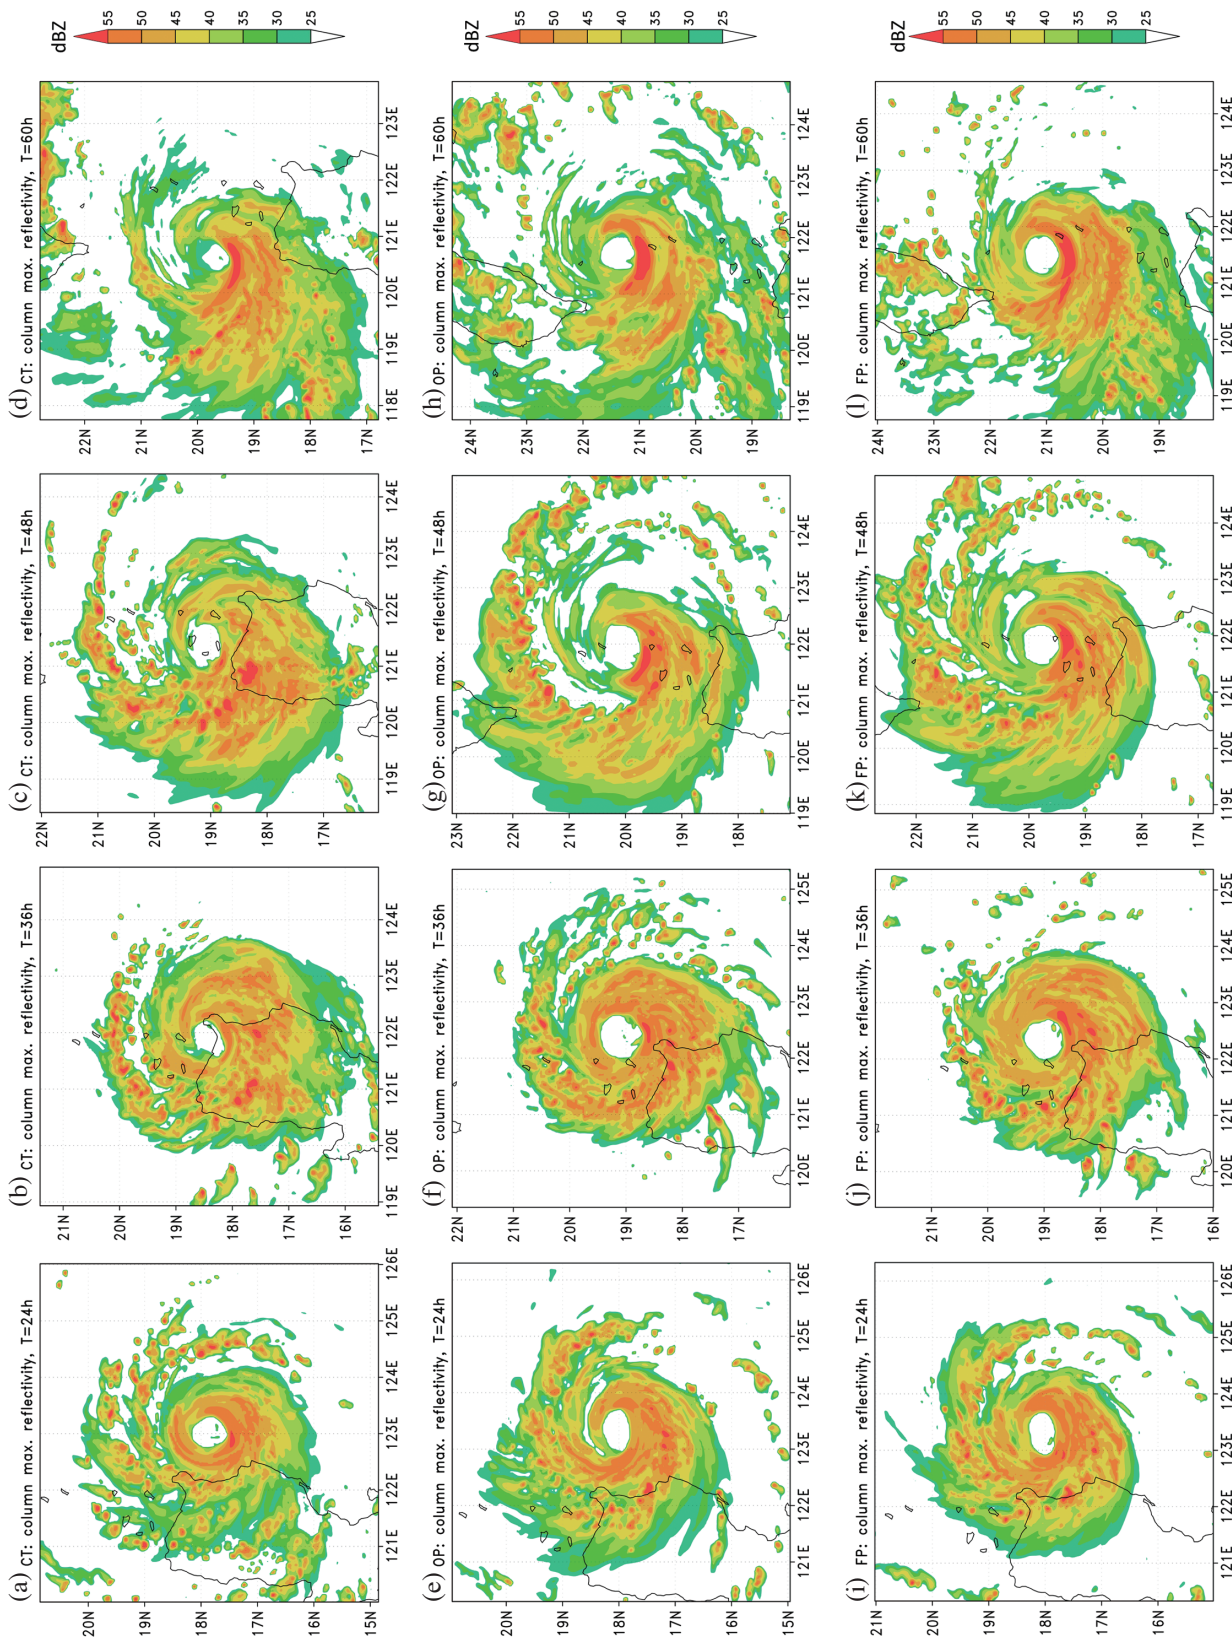 (a) CT: column max. reflectivity, T=24h
20N
19N
18N
17N
16N
15N
121E 122E 123E 124E 125E 126E
(b) CT: column max. reflectivity, T=36h
21N
20N
19N
18N
17N
16N
119E 120E 121E 122E 123E 124E
(c) CT: column max. reflectivity, T=48h
22N
21N
20N
19N
18N
17N
119E 120E 121E 122E 123E 124E
(d) CT: column max. reflectivity, T=60h
22N
21N
20N
19N
18N
17N
118E 119E 120E 121E 122E 123E
dBZ
55
50
45
40
35
30
25
(e) OP: column max. reflectivity, T=24h
20N
19N
18N
17N
16N
15N
121E 122E 123E 124E 125E 126E
(f) OP: column max. reflectivity, T=36h
22N
21N
20N
19N
18N
17N
120E 121E 122E 123E 124E 125E
(g) OP: column max. reflectivity, T=48h
23N
22N
21N
20N
19N
18N
119E 120E 121E 122E 123E 124E
(h) OP: column max. reflectivity, T=60h
24N
23N
22N
21N
20N
19N
119E 120E 121E 122E 123E 124E
dBZ
55
50
45
40
35
30
25
(i) FP: column max. reflectivity, T=24h
21N
20N
19N
18N
17N
16N
121E 122E 123E 124E 125E 126E
(j) FP: column max. reflectivity, T=36h
21N
20N
19N
18N
17N
16N
120E 121E 122E 123E 124E 125E
(k) FP: column max. reflectivity, T=48h
22N
21N
20N
19N
18N
17N
119E 120E 121E 122E 123E 124E
(l) FP: column max. reflectivity, T=60h
24N
23N
22N
21N
20N
19N
119E 120E 121E 122E 123E 124E
dBZ
55
50
45
40
35
30
25